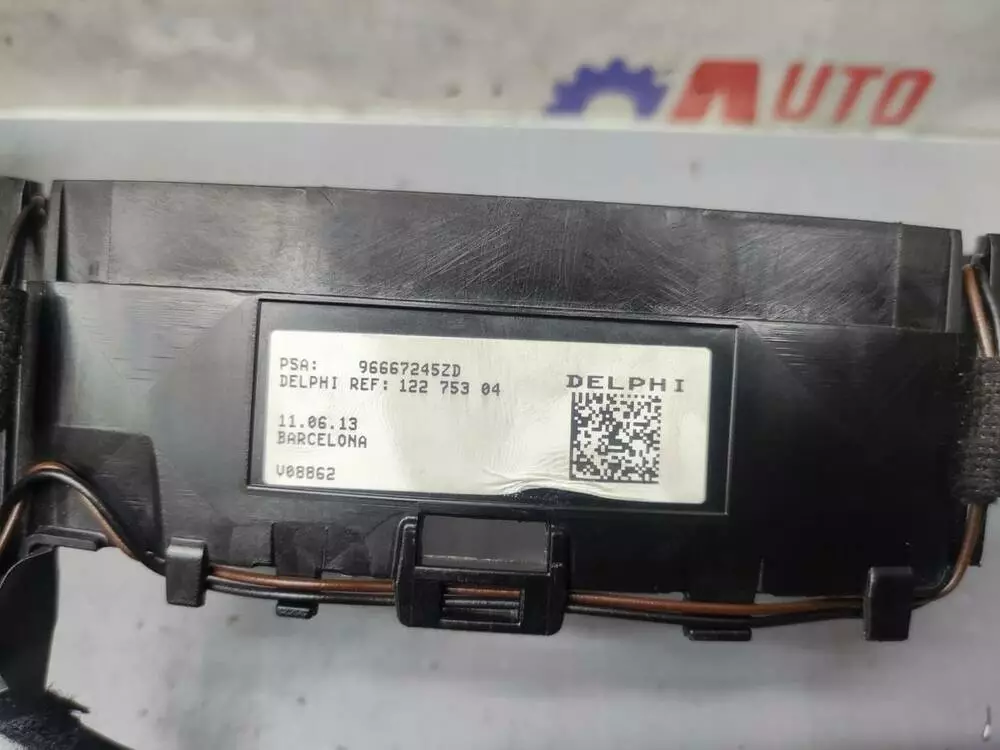 AUTO
PSA: 96667245ZD
DELPHI REF: 122 753 04
DELPHI
11.06.13
BARCELONA
V08862